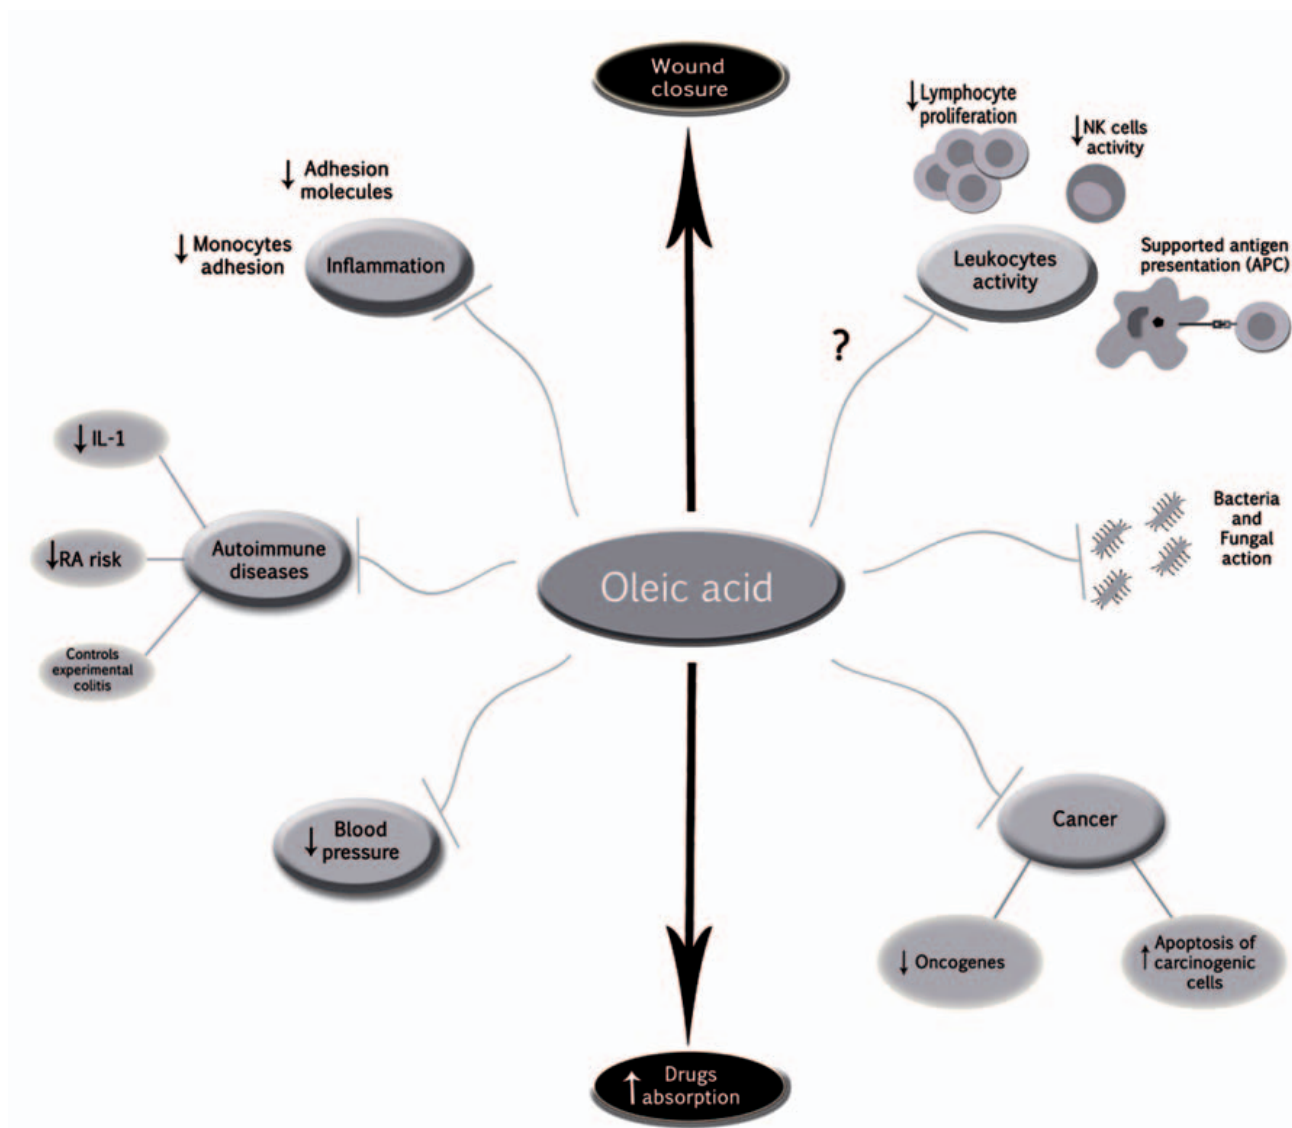 Wound
closure
↓ Lymphocyte
proliferation
↓ NK cells
activity
↓ Adhesion
molecules
↓ Monocytes
adhesion
Inflammation
Leukocytes
activity
Supported antigen
presentation (APC)
?
↓ IL-1
↓ RA risk
Controls
experimental
colitis
Autoimmune
diseases
Oleic acid
Bacteria
and
Fungal
action
↓ Blood
pressure
Cancer
↓ Oncogenes
↑ Apoptosis of
carcinogenic
cells
↑ Drugs
absorption